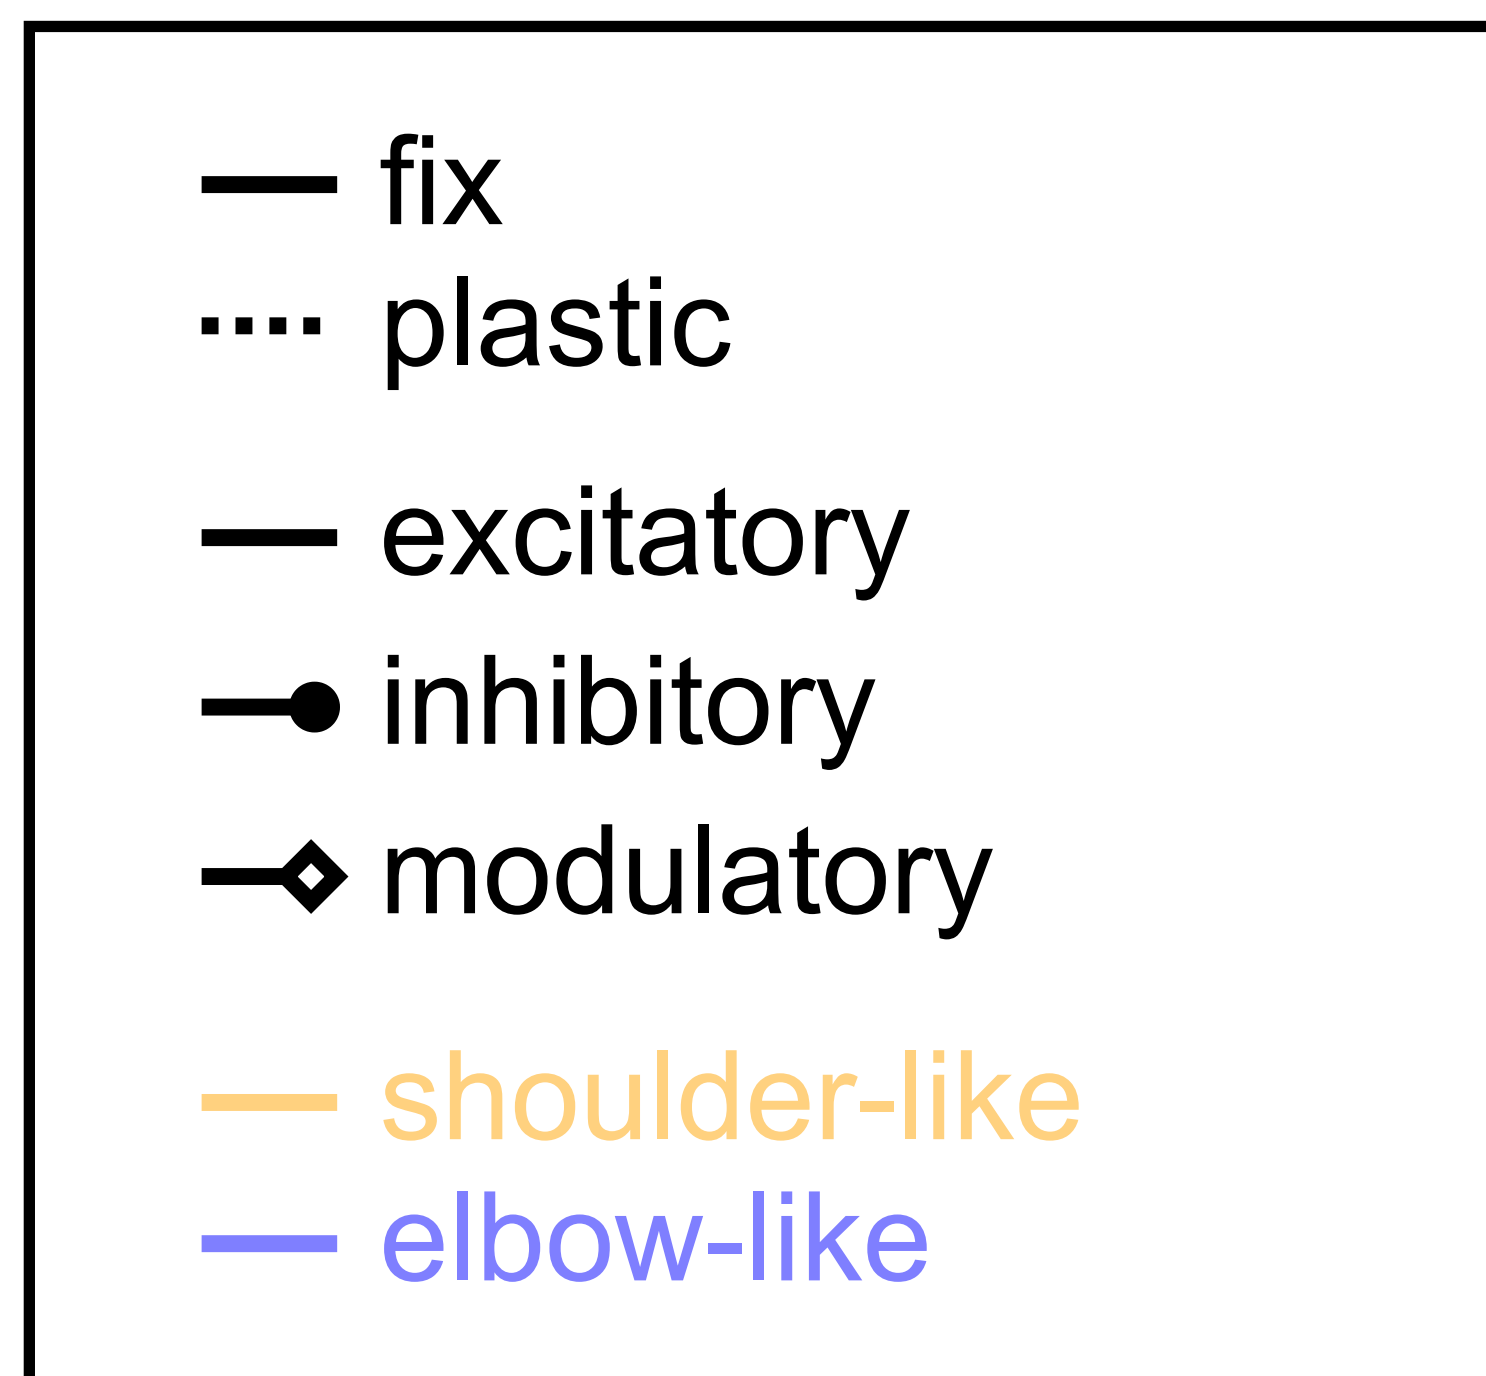 fix
plastic
excitatory
inhibitory
modulatory
shoulder-like
elbow-like